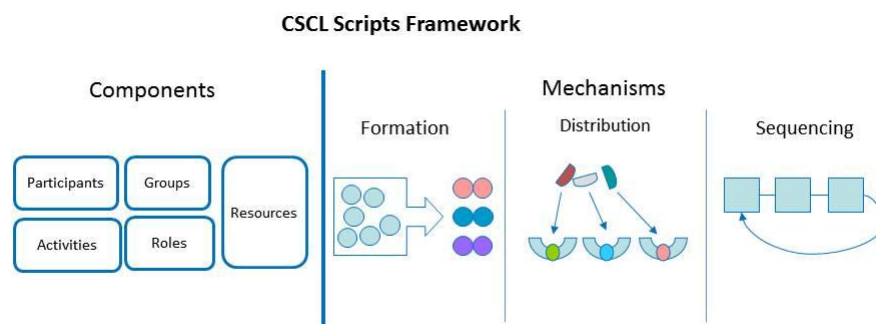 CSCL Scripts Framework
Components
Participants
Groups
Resources
Activities
Roles
Mechanisms
Formation
Distribution
Sequencing